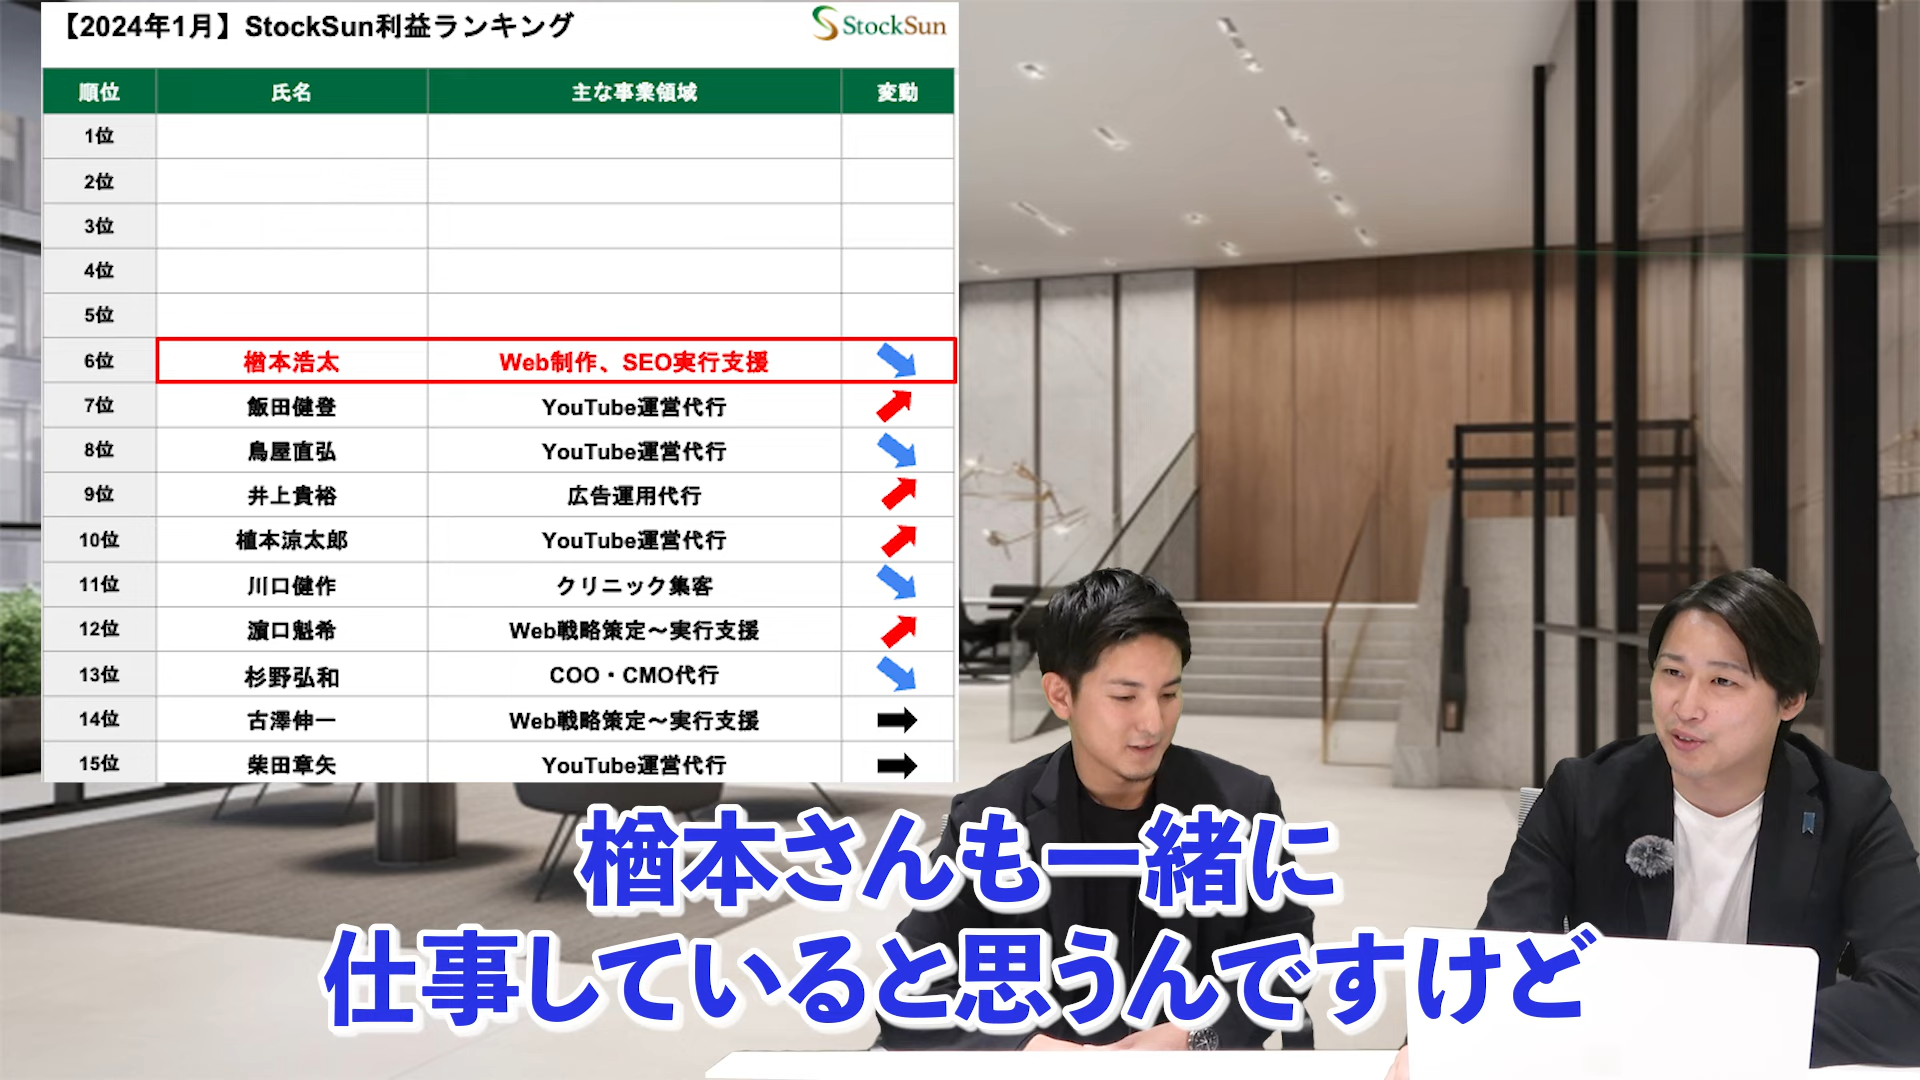 【2024年1月】StockSun利益ランキング
StockSun
順位 氏名 主な事業領域 変動
1位
2位
3位
4位
5位
6位 楢本浩太 Web制作、SEO実行支援
7位 飯田健登 YouTube運営代行
8位 鳥屋直弘 YouTube運営代行
9位 井上貴裕 広告運用代行
10位 植本涼太郎 YouTube運営代行
11位 川口健作 クリニック集客
12位 濵口魁希 Web戦略策定〜実行支援
13位 杉野弘和 COO・CMO代行
14位 古澤伸一 Web戦略策定〜実行支援
15位 柴田章矢 YouTube運営代行
楢本さんも一緒に
仕事していると思うんですけど